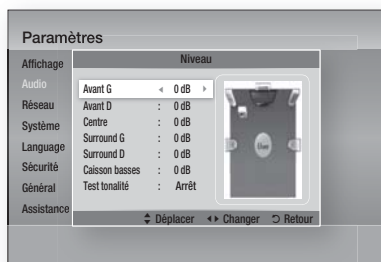 Paramètres
Affichage
Audio
Réseau
Système
Language
Sécurité
Général
Assistance
Niveau
Avant G ◀ 0 dB ▶
Avant D : 0 dB
Centre : 0 dB
Surround G : 0 dB
Surround D : 0 dB
Caisson basses : 0 dB
Test tonalité : Arrêt
Déplacer Changer Retour